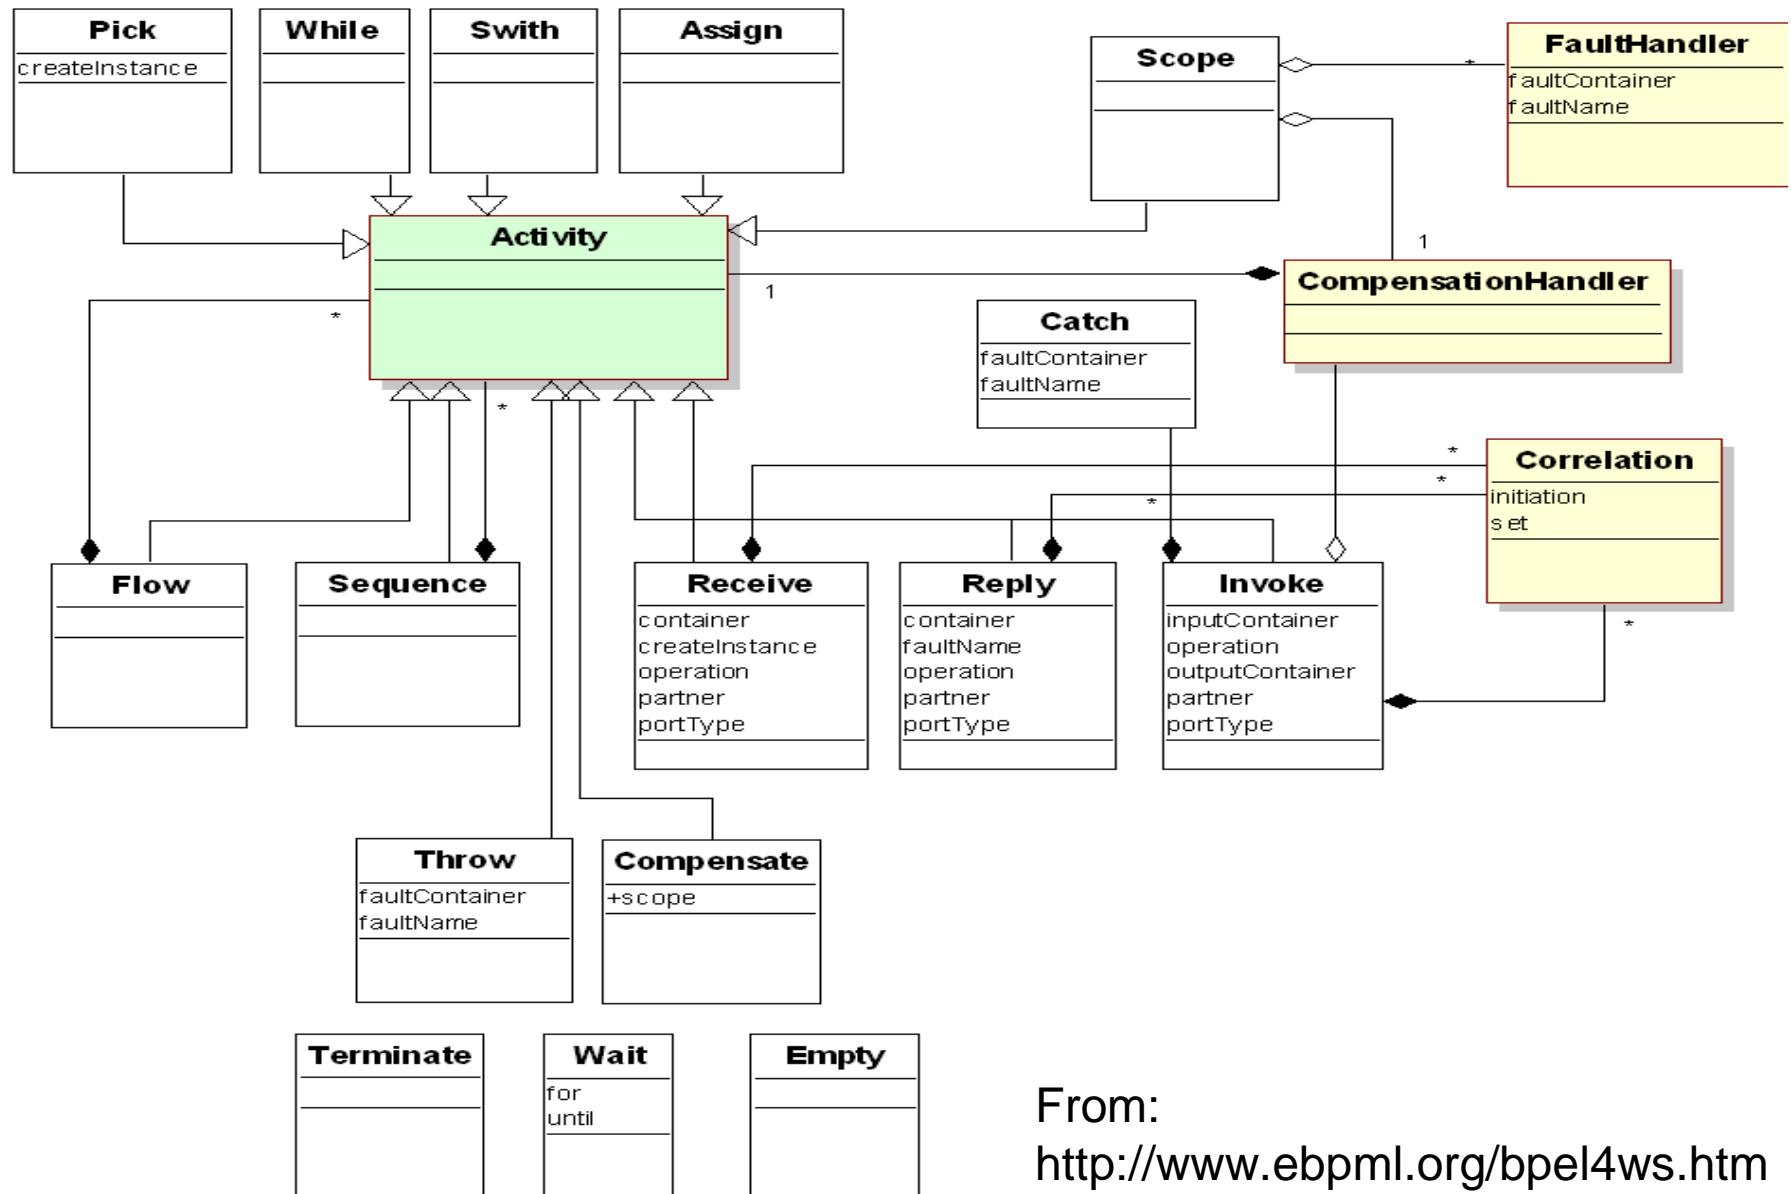 Pick
createInstance
While
Swith
Assign
Scope
FaultHandler
faultContainer
faultName
*
1
Activity
1
*
*
CompensationHandler
Catch
faultContainer
faultName
Correlation
initiation
set
*
*
*
*
Flow
Sequence
Receive
container
createInstance
operation
partner
portType
Reply
container
faultName
operation
partner
portType
Invoke
inputContainer
operation
outputContainer
partner
portType
Throw
faultContainer
faultName
Compensate
+scope
Terminate
Wait
for
until
Empty
From:
http://www.ebpml.org/bpel4ws.htm